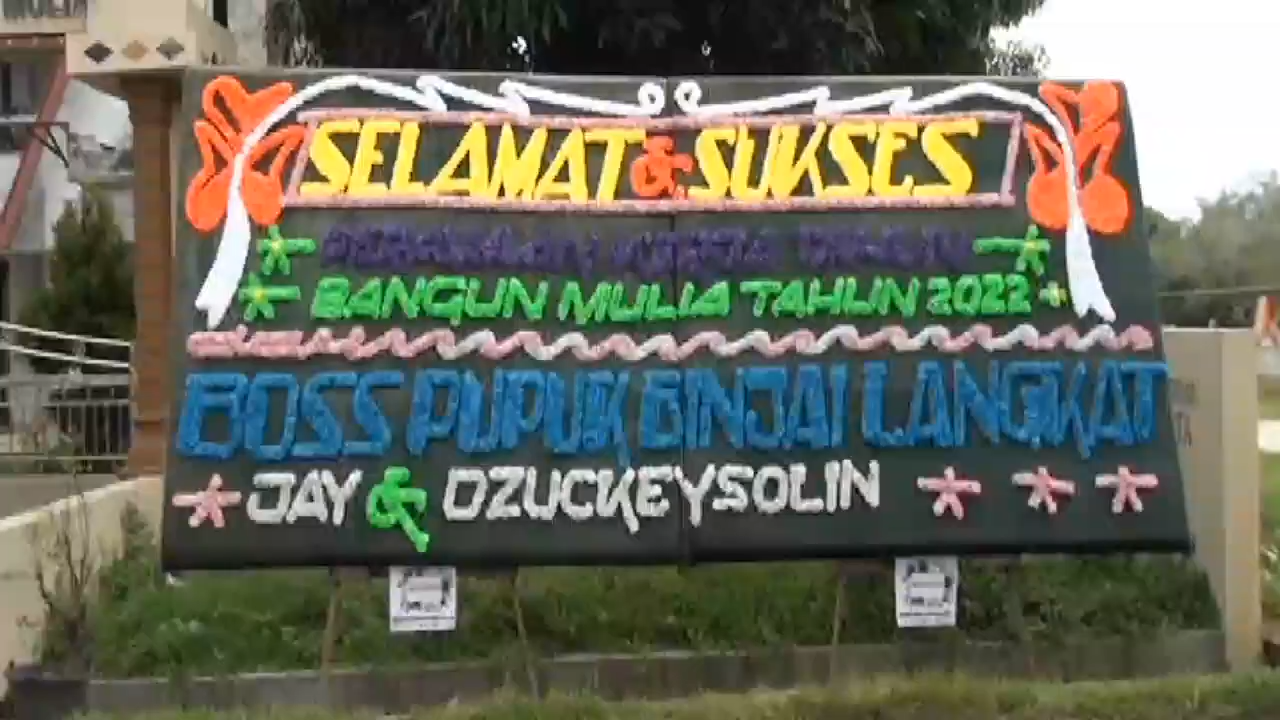 SELAMAT & SUKSES
BANGUN MULIA TAHUN 2022
BOSS PUPUK BINJAI LANGKAT
JAY & DZUCKEYSOLIN